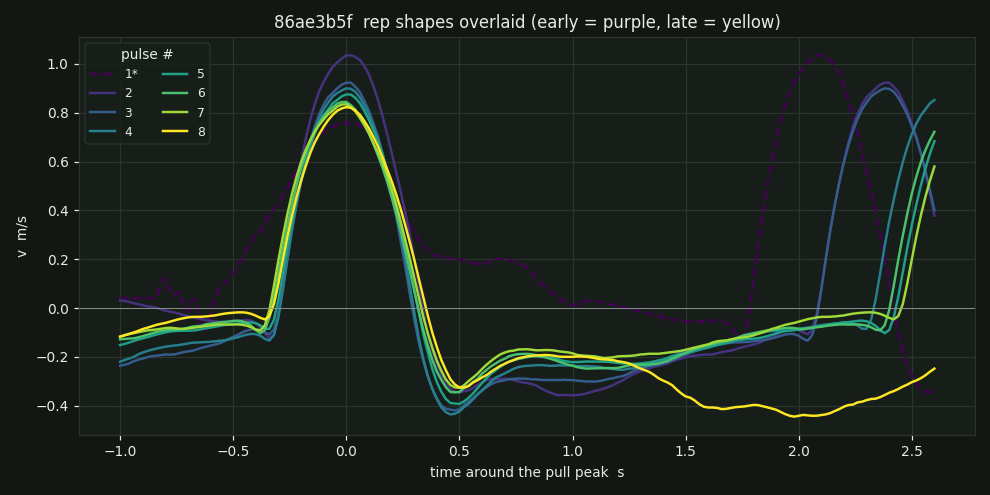 86ae3b5f  rep shapes overlaid (early = purple, late = yellow)
pulse #
1* 5
2 6
3 7
4 8
1.0
0.8
0.6
0.4
0.2
0.0
−0.2
−0.4
v  m/s
−1.0 −0.5 0.0 0.5 1.0 1.5 2.0 2.5
time around the pull peak  s